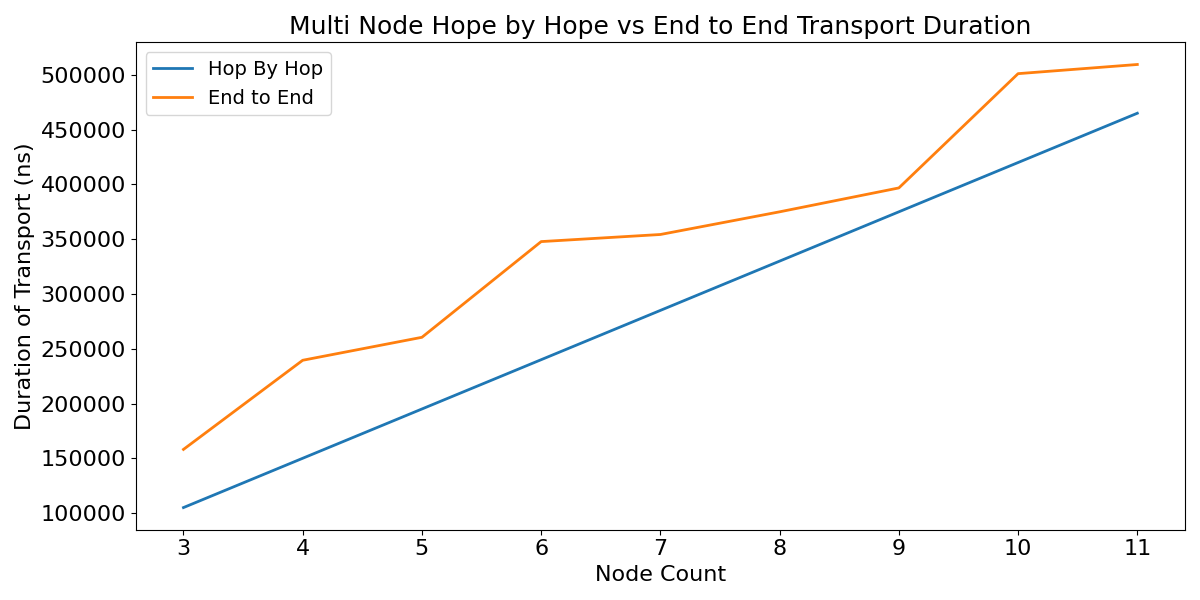 Multi Node Hope by Hope vs End to End Transport Duration
Hop By Hop
End to End
Duration of Transport (ns)
500000
450000
400000
350000
300000
250000
200000
150000
100000
3 4 5 6 7 8 9 10 11
Node Count